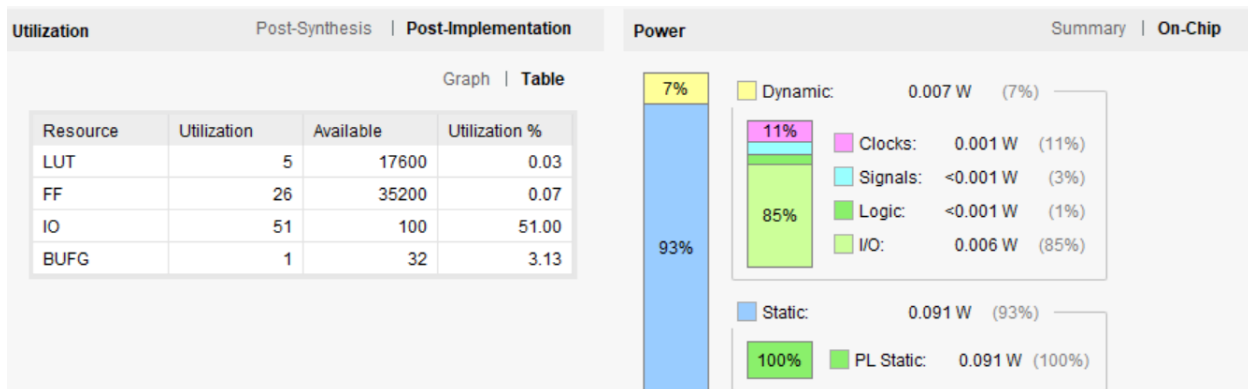 Utilization Post-Synthesis | Post-Implementation
Graph | Table
Resource Utilization Available Utilization %
LUT 5 17600 0.03
FF 26 35200 0.07
IO 51 100 51.00
BUFG 1 32 3.13
Power Summary | On-Chip
7%
93%
Dynamic: 0.007 W (7%)
11%
85%
Clocks: 0.001 W (11%)
Signals: <0.001 W (3%)
Logic: <0.001 W (1%)
I/O: 0.006 W (85%)
Static: 0.091 W (93%)
100% PL Static: 0.091 W (100%)